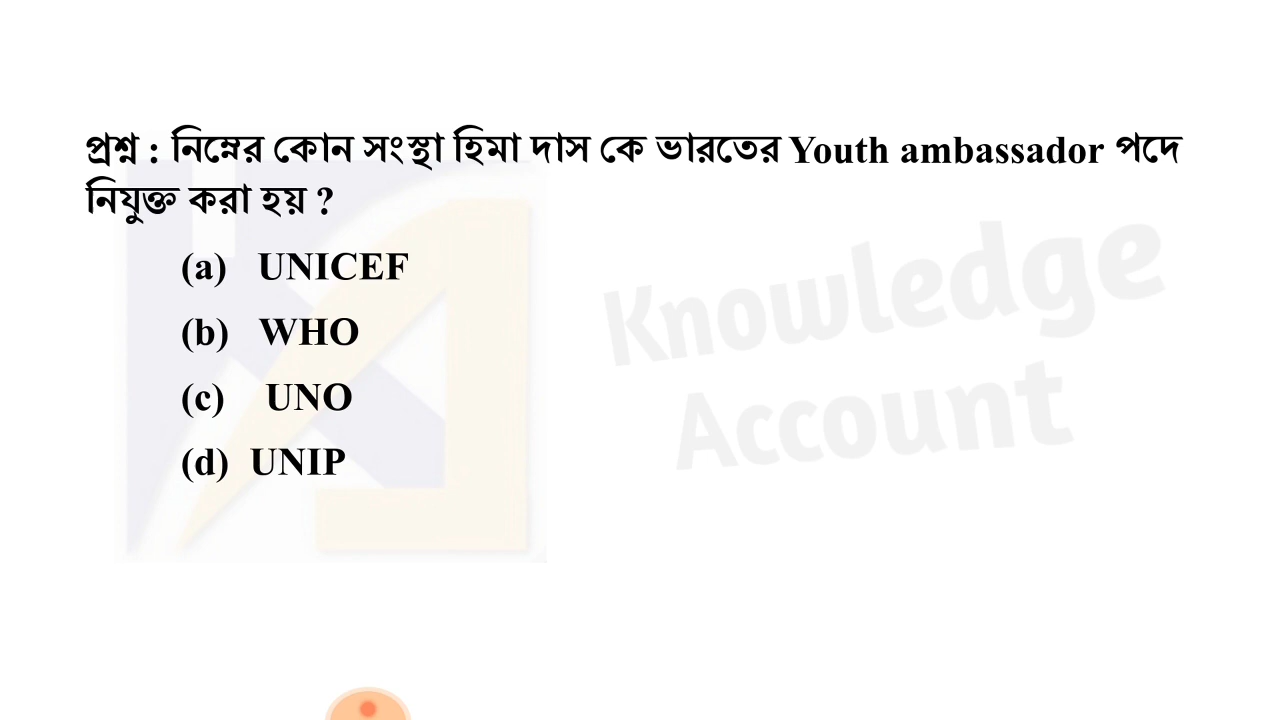 প্রশ্ন : নিম্নের কোন সংস্থা হিমা দাস কে ভারতের Youth ambassador পদে
নিযুক্ত করা হয় ?
(a) UNICEF
(b) WHO
(c) UNO
(d) UNIP
Knowledge
Account